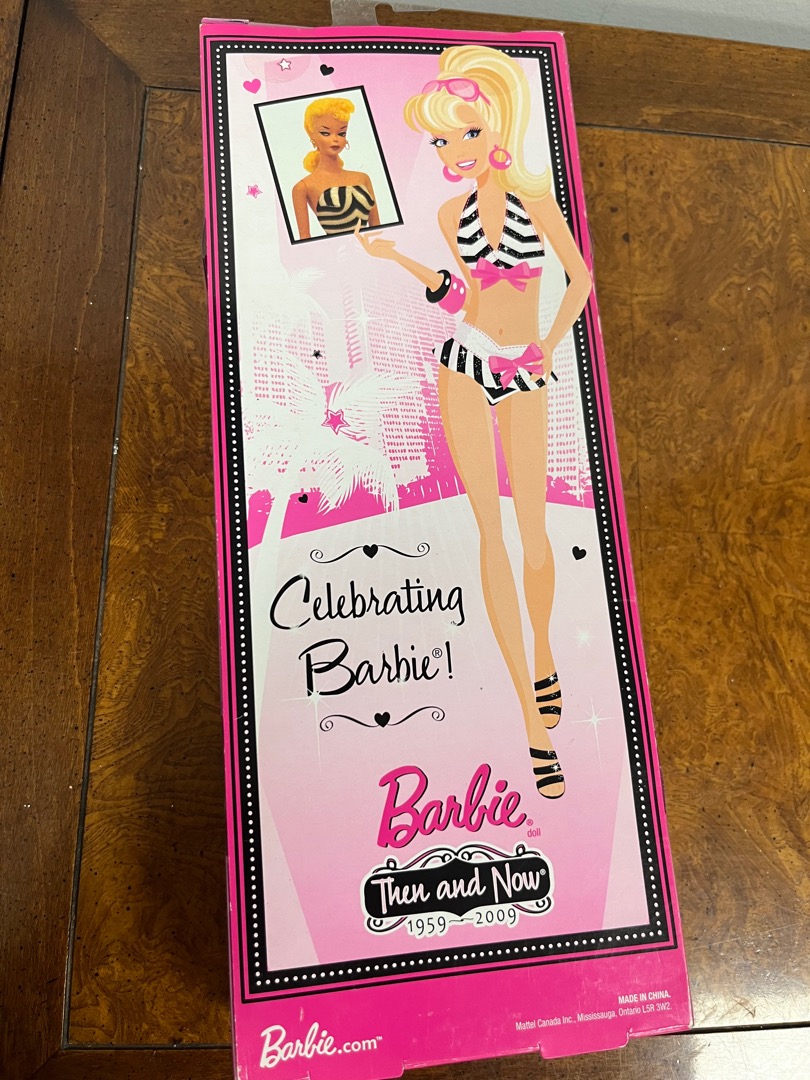 Celebrating
Barbie®!
Barbie®
doll
Then and Now®
1959–2009
MADE IN CHINA.
Mattel Canada Inc., Mississauga, Ontario L5R 3W2.
Barbie.com™